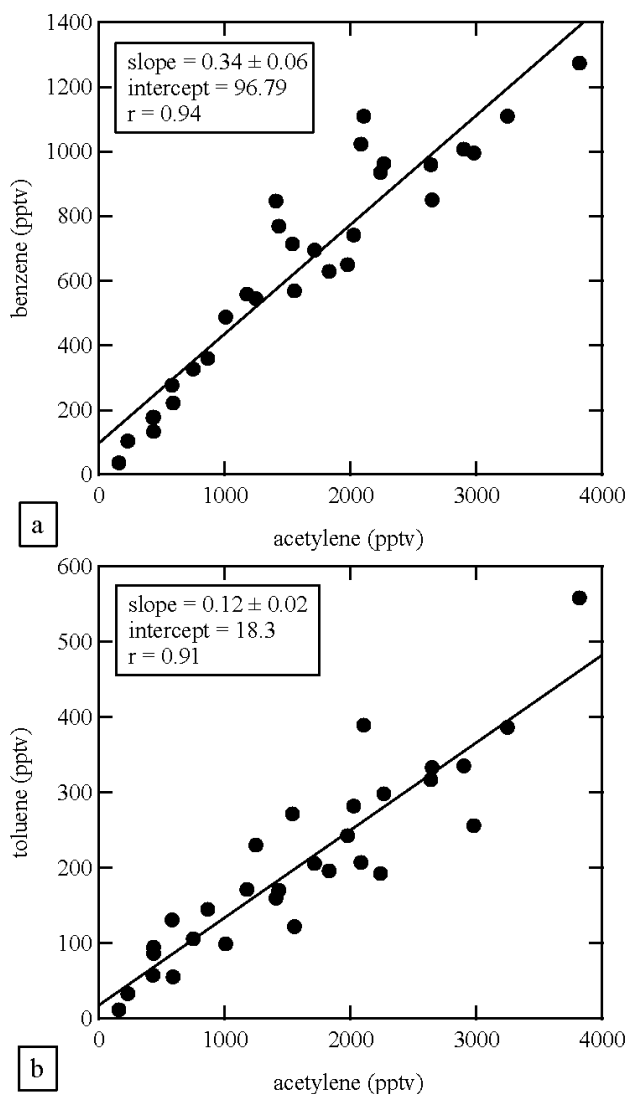 1400
1200
1000
800
600
400
200
0
benzene (pptv)
slope = 0.34 ± 0.06
intercept = 96.79
r = 0.94
0 1000 2000 3000 4000
acetylene (pptv)
a
600
500
400
300
200
100
0
toluene (pptv)
slope = 0.12 ± 0.02
intercept = 18.3
r = 0.91
0 1000 2000 3000 4000
acetylene (pptv)
b